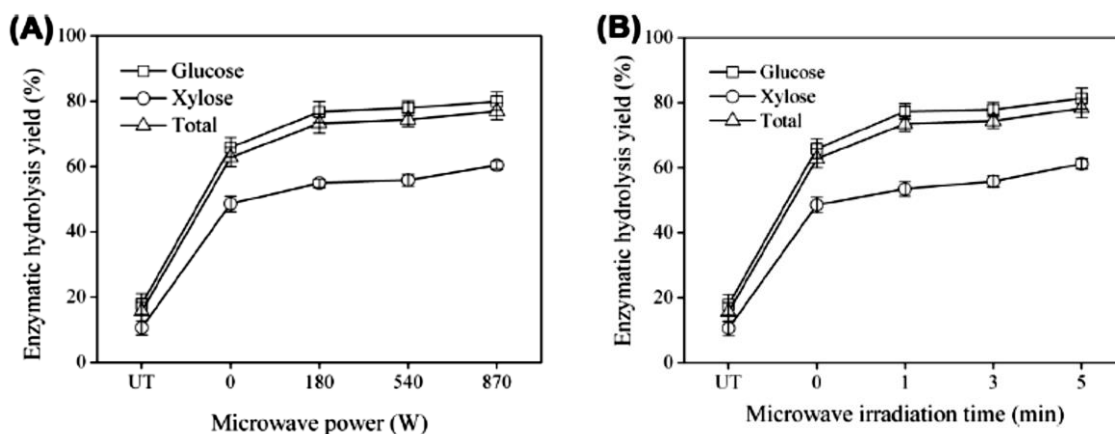 (A)
Enzymatic hydrolysis yield (%)
100
80
60
40
20
0
Glucose
Xylose
Total
UT 0 180 540 870
Microwave power (W)
(B)
Enzymatic hydrolysis yield (%)
100
80
60
40
20
0
Glucose
Xylose
Total
UT 0 1 3 5
Microwave irradiation time (min)